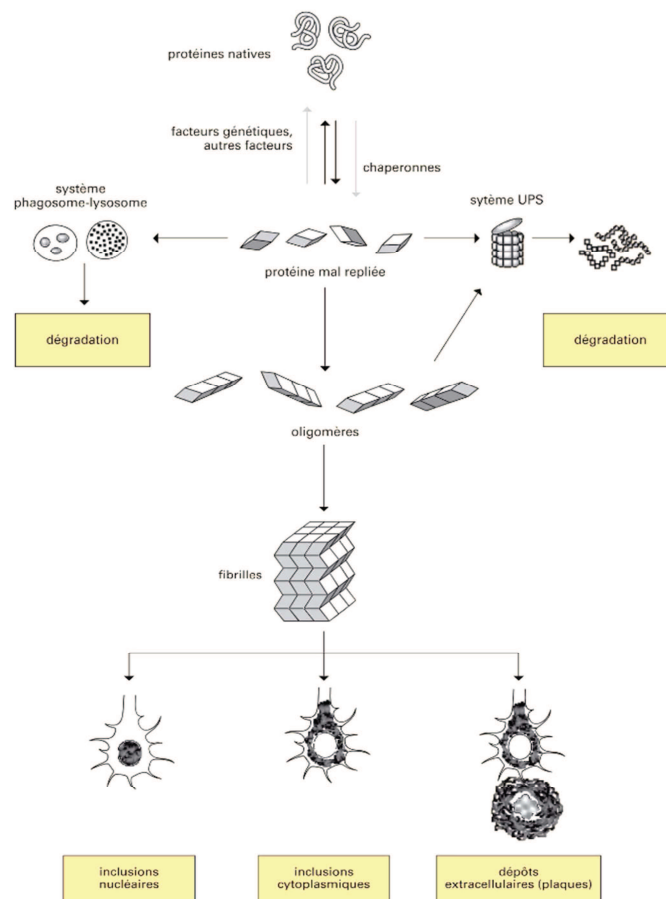 protéines natives
facteurs génétiques,
autres facteurs
chaperonnes
système
phagosome-lysosome
sytème UPS
protéine mal repliée
dégradation
dégradation
oligomères
fibrilles
inclusions
nucléaires
inclusions
cytoplasmiques
dépôts
extracellulaires (plaques)